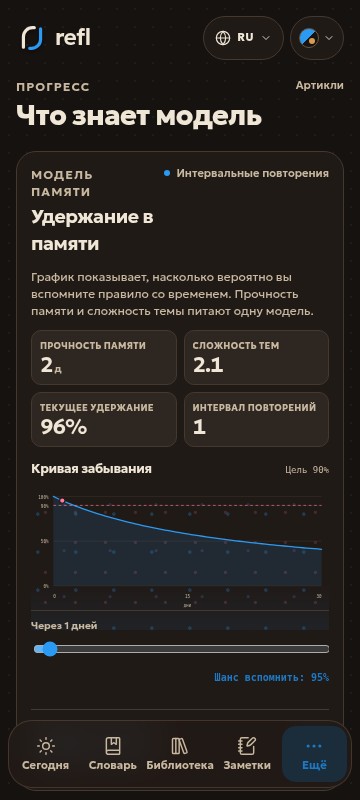 refl
RU
ПРОГРЕСС
Артикли
Что знает модель
МОДЕЛЬ
ПАМЯТИ
Интервальные повторения
Удержание в
памяти
График показывает, насколько вероятно вы
вспомните правило со временем. Прочность
памяти и сложность темы питают одну модель.
ПРОЧНОСТЬ ПАМЯТИ
2 д
СЛОЖНОСТЬ ТЕМ
2.1
ТЕКУЩЕЕ УДЕРЖАНИЕ
96%
ИНТЕРВАЛ ПОВТОРЕНИЙ
1
Кривая забывания
Цель 90%
100%
90%
50%
0%
0
15
30
дни
Через 1 дней
Шанс вспомнить: 95%
Сегодня
Словарь
Библиотека
Заметки
Ещё